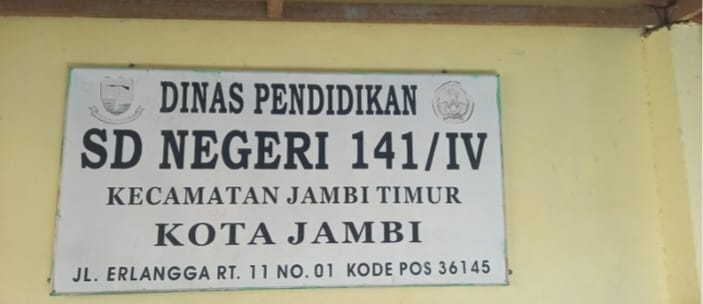 DINAS PENDIDIKAN
SD NEGERI 141/IV
KECAMATAN JAMBI TIMUR
KOTA JAMBI
JL. ERLANGGA RT. 11 NO. 01 KODE POS 36145